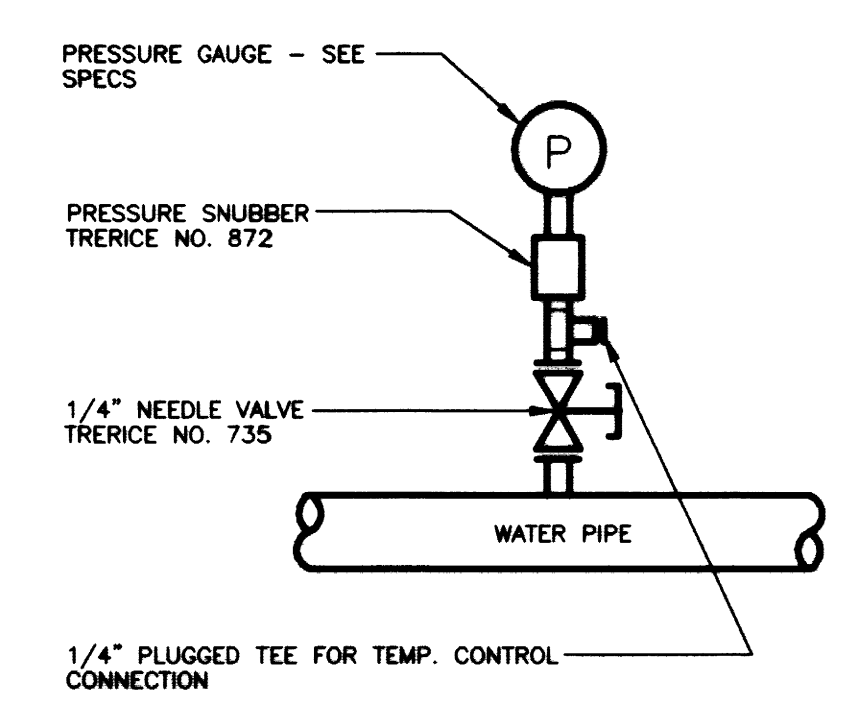 PRESSURE GAUGE – SEE
SPECS
P
PRESSURE SNUBBER
TRERICE NO. 872
1/4" NEEDLE VALVE
TRERICE NO. 735
WATER PIPE
1/4" PLUGGED TEE FOR TEMP. CONTROL
CONNECTION